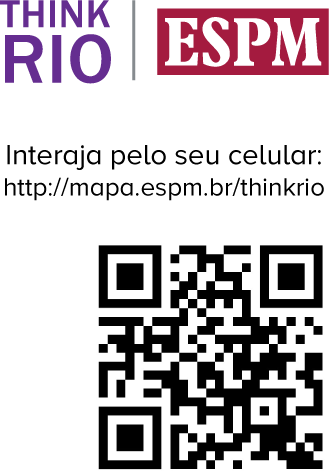 THINK
RIO
ESPM
Interaja pelo seu celular:
http://mapa.espm.br/thinkrio